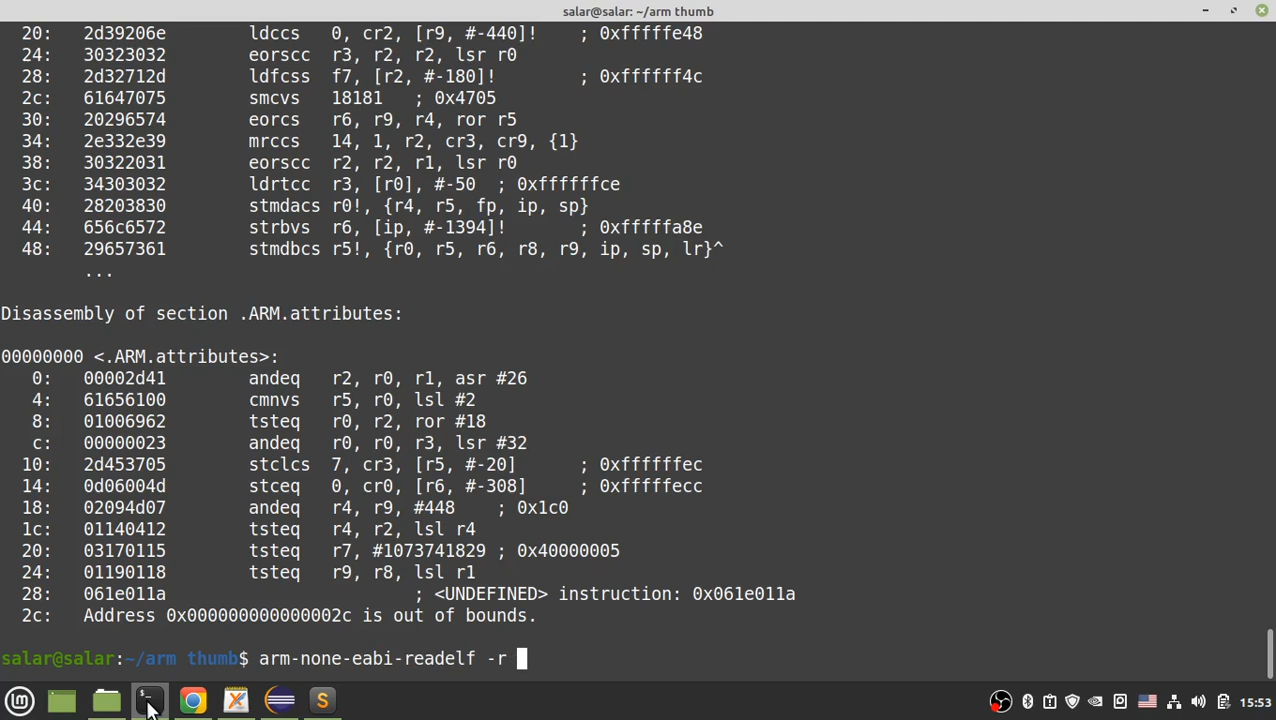 salar@salar: ~/arm thumb
20: 2d39206e ldccs 0, cr2, [r9, #-440]! ; 0xfffffe48
24: 30323032 eorscc r3, r2, r2, lsr r0
28: 2d32712d ldfcss f7, [r2, #-180]! ; 0xffffff4c
2c: 61647075 smcvs 18181 ; 0x4705
30: 20296574 eorcs r6, r9, r4, ror r5
34: 2e332e39 mrccs 14, 1, r2, cr3, cr9, {1}
38: 30322031 eorscc r2, r2, r1, lsr r0
3c: 34303032 ldrtcc r3, [r0], #-50 ; 0xffffffce
40: 28203830 stmdacs r0!, {r4, r5, fp, ip, sp}
44: 656c6572 strbvs r6, [ip, #-1394]! ; 0xfffffa8e
48: 29657361 stmdbcs r5!, {r0, r5, r6, r8, r9, ip, sp, lr}^
...
Disassembly of section .ARM.attributes:
00000000 <.ARM.attributes>:
0: 00002d41 andeq r2, r0, r1, asr #26
4: 61656100 cmnvs r5, r0, lsl #2
8: 01006962 tsteq r0, r2, ror #18
c: 00000023 andeq r0, r0, r3, lsr #32
10: 2d453705 stclcs 7, cr3, [r5, #-20] ; 0xffffffec
14: 0d06004d stceq 0, cr0, [r6, #-308] ; 0xfffffecc
18: 02094d07 andeq r4, r9, #448 ; 0x1c0
1c: 01140412 tsteq r4, r2, lsl r4
20: 03170115 tsteq r7, #1073741829 ; 0x40000005
24: 01190118 tsteq r9, r8, lsl r1
28: 061e011a ; <UNDEFINED> instruction: 0x061e011a
2c: Address 0x000000000000002c is out of bounds.
salar@salar:~/arm thumb$ arm-none-eabi-readelf -r
15:53